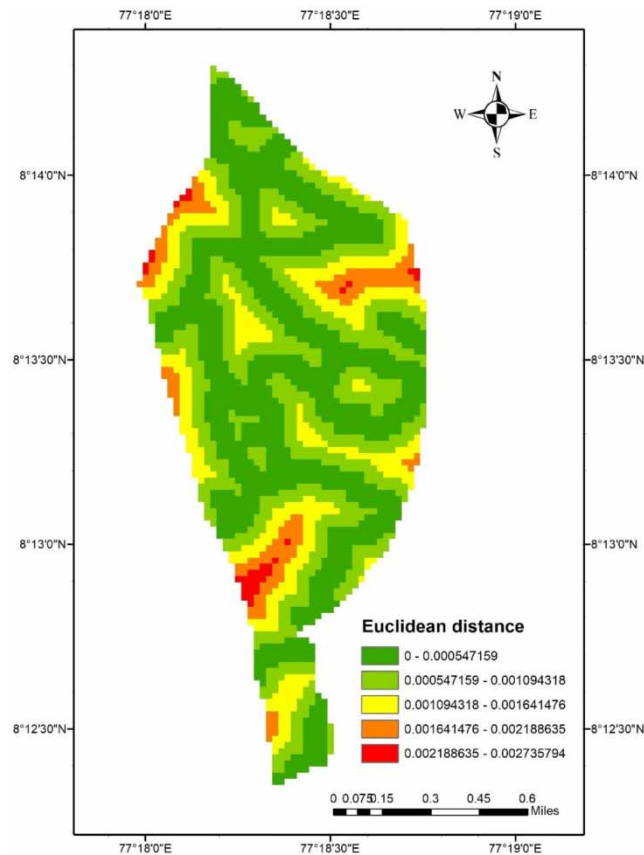 77°18'0"E 77°18'30"E 77°19'0"E
N
W E
S
8°14'0"N 8°14'0"N
8°13'30"N 8°13'30"N
8°13'0"N 8°13'0"N
Euclidean distance
0 - 0.000547159
0.000547159 - 0.001094318
0.001094318 - 0.001641476
0.001641476 - 0.002188635
0.002188635 - 0.002735794
8°12'30"N 8°12'30"N
0 0.075 0.15 0.3 0.45 0.6
Miles
77°18'0"E 77°18'30"E 77°19'0"E